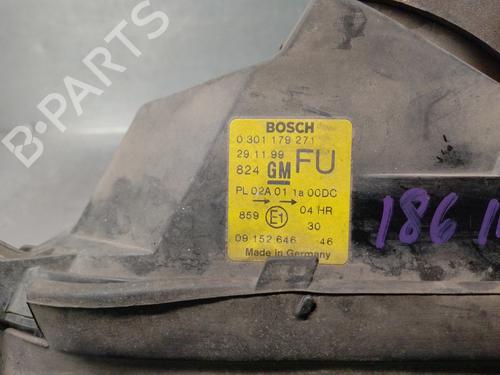 B-PARTS
BOSCH
0 301 179 271
29 11 99
824 GM FU
PL 02A 01 1a 00DC
859 E1 04 HR
30
09 152 646 46
Made in Germany
186